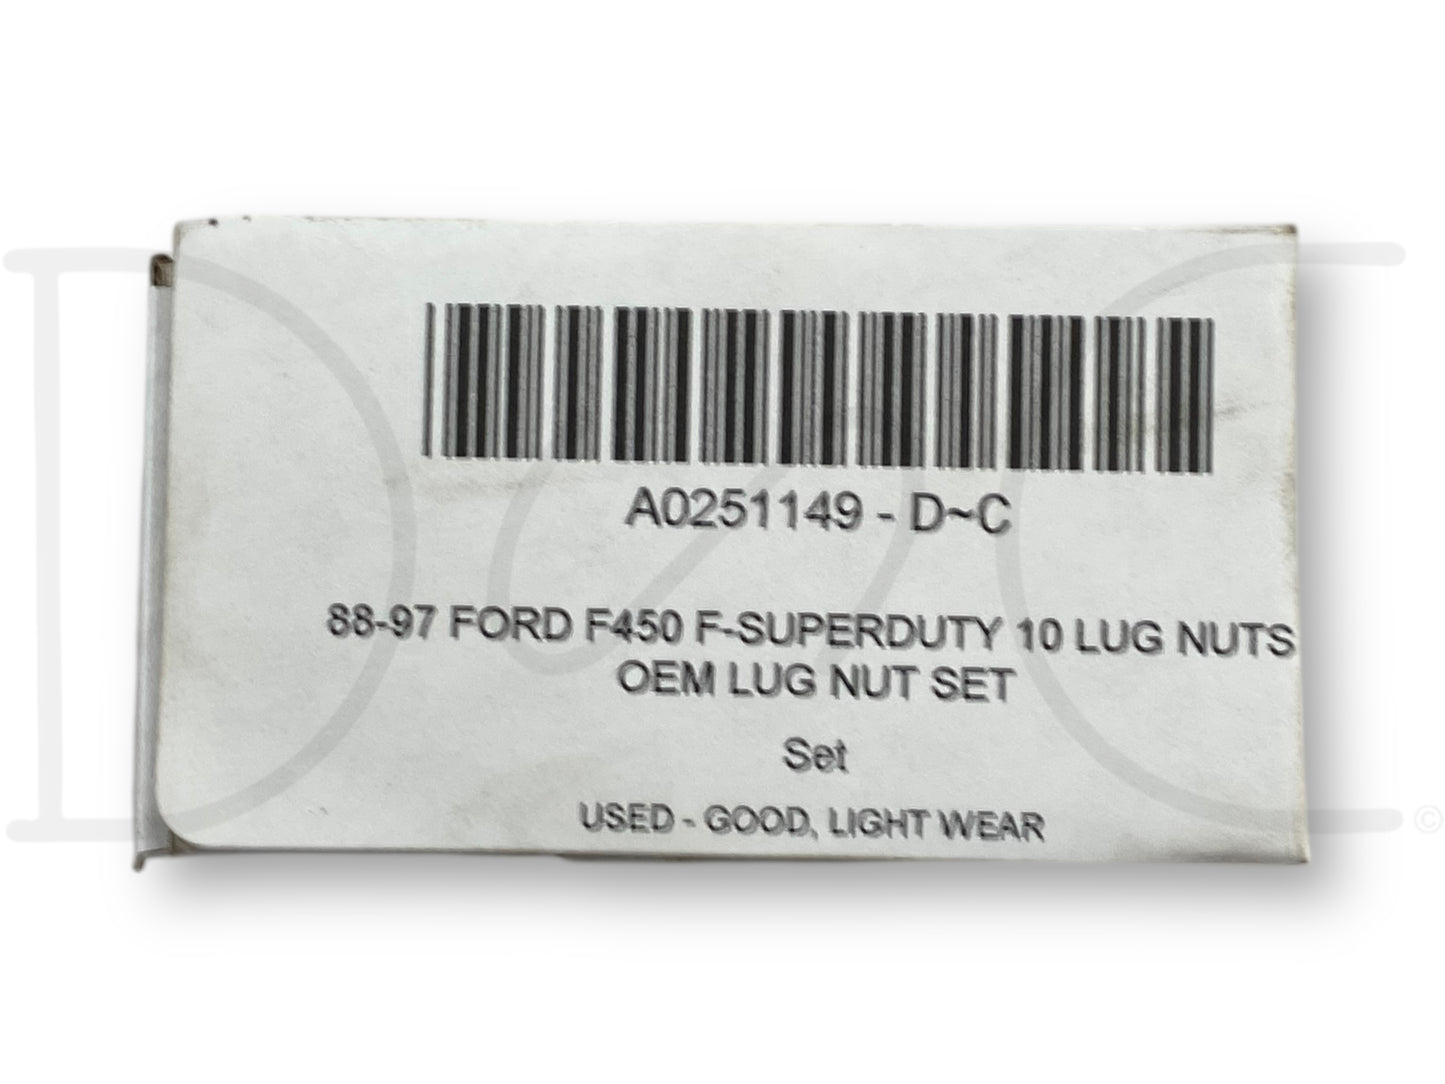 A0251149 - D~C
88-97 FORD F450 F-SUPERDUTY 10 LUG NUTS
OEM LUG NUT SET
Set
USED - GOOD, LIGHT WEAR